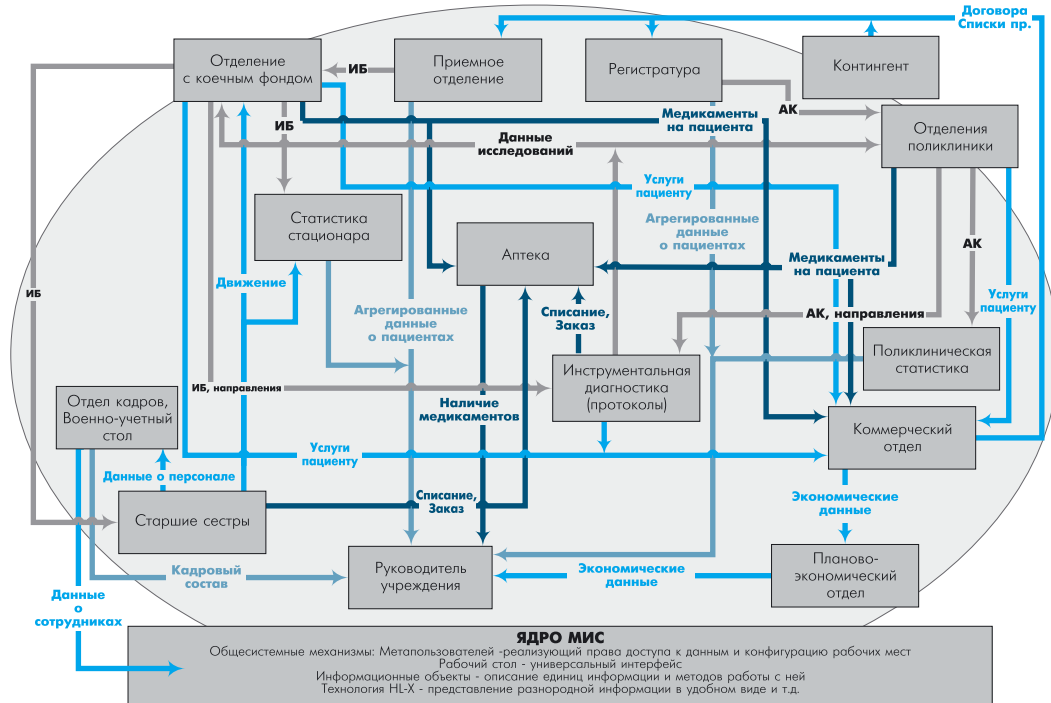 Договора
Списки пр.
Отделение
с коечным фондом
ИБ
Приемное
отделение
Регистратура
Контингент
АК
Медикаменты
на пациента
Отделения
поликлиники
ИБ
Данные
исследований
Услуги
пациенту
Статистика
стационара
Агрегированные
данные
о пациентах
АК
Аптека
Медикаменты
на пациента
Движение
ИБ
Услуги
пациенту
Агрегированные
данные
о пациентах
Списание,
Заказ
АК, направления
Поликлиническая
статистика
Инструментальная
диагностика
(протоколы)
ИБ, направления
Отдел кадров,
Военно-учетный
стол
Наличие
медикаментов
Коммерческий
отдел
Услуги
пациенту
Данные о персонале
Списание,
Заказ
Экономические
данные
Старшие сестры
Кадровый
состав
Руководитель
учреждения
Экономические
данные
Планово-
экономический
отдел
Данные
о
сотрудниках
ЯДРО МИС
Общесистемные механизмы: Метапользователей -реализующий права доступа к данным и конфигурацию рабочих мест
Рабочий стол - универсальный интерфейс
Информационные объекты - описание единиц информации и методов работы с ней
Технология HL-X - представление разнородной информации в удобном виде и т.д.